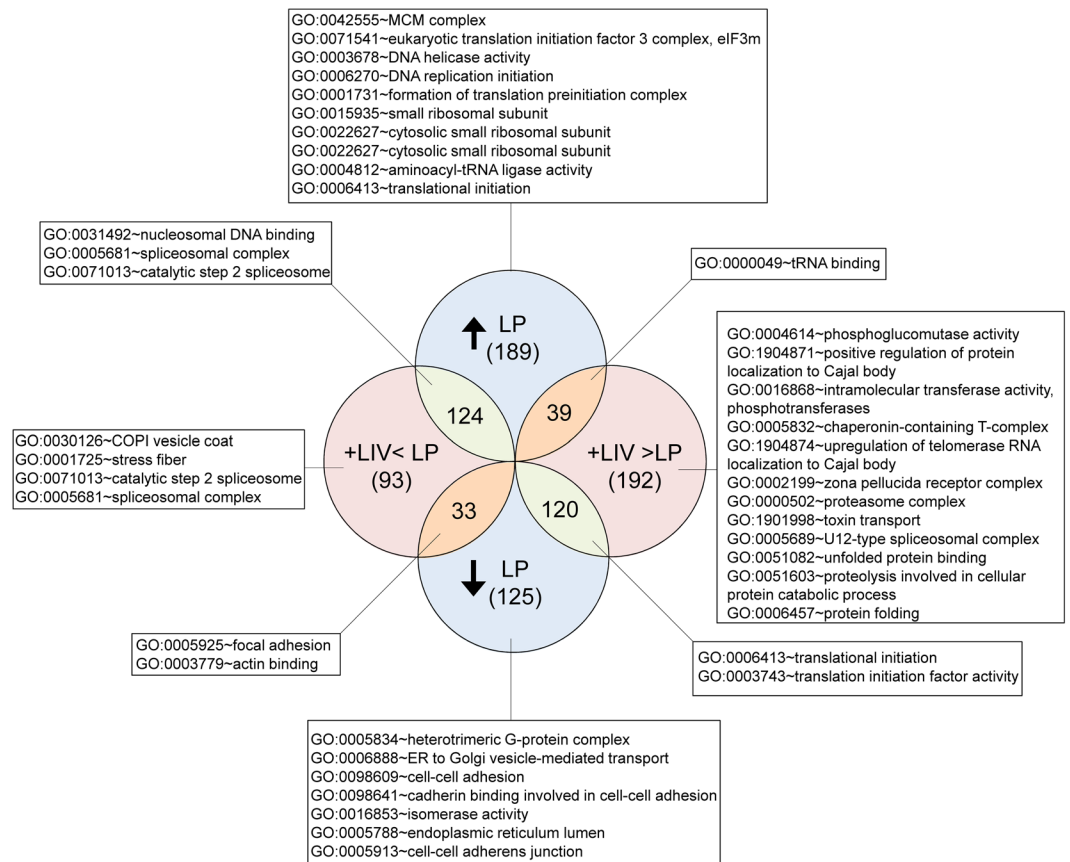 GO:0042555~MCM complex
GO:0071541~eukaryotic translation initiation factor 3 complex, eIF3m
GO:0003678~DNA helicase activity
GO:0006270~DNA replication initiation
GO:0001731~formation of translation preinitiation complex
GO:0015935~small ribosomal subunit
GO:0022627~cytosolic small ribosomal subunit
GO:0022627~cytosolic small ribosomal subunit
GO:0004812~aminoacyl-tRNA ligase activity
GO:0006413~translational initiation
GO:0031492~nucleosomal DNA binding
GO:0005681~spliceosomal complex
GO:0071013~catalytic step 2 spliceosome
GO:0000049~tRNA binding
LP
(189)
124
39
+LIV< LP
(93)
+LIV >LP
(192)
33
120
LP
(125)
GO:0004614~phosphoglucomutase activity
GO:1904871~positive regulation of protein
localization to Cajal body
GO:0016868~intramolecular transferase activity,
phosphotransferases
GO:0005832~chaperonin-containing T-complex
GO:1904874~upregulation of telomerase RNA
localization to Cajal body
GO:0002199~zona pellucida receptor complex
GO:0000502~proteasome complex
GO:1901998~toxin transport
GO:0005689~U12-type spliceosomal complex
GO:0051082~unfolded protein binding
GO:0051603~proteolysis involved in cellular
protein catabolic process
GO:0006457~protein folding
GO:0030126~COPI vesicle coat
GO:0001725~stress fiber
GO:0071013~catalytic step 2 spliceosome
GO:0005681~spliceosomal complex
GO:0005925~focal adhesion
GO:0003779~actin binding
GO:0006413~translational initiation
GO:0003743~translation initiation factor activity
GO:0005834~heterotrimeric G-protein complex
GO:0006888~ER to Golgi vesicle-mediated transport
GO:0098609~cell-cell adhesion
GO:0098641~cadherin binding involved in cell-cell adhesion
GO:0016853~isomerase activity
GO:0005788~endoplasmic reticulum lumen
GO:0005913~cell-cell adherens junction